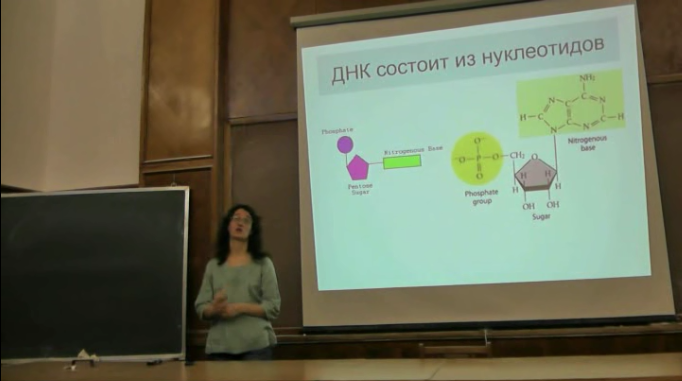 ДНК состоит из нуклеотидов
Phosphate
Nitrogenous Base
Pentose
Sugar
NH₂
N
C
C
N
H
C
C
C
H
N
N
Nitrogenous
base
O⁻
O
P
O
CH₂
O
O
Phosphate
group
H
H
H
H
OH
OH
Sugar